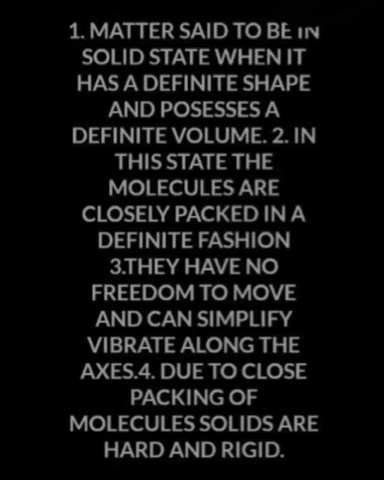 1. MATTER SAID TO BE IN
SOLID STATE WHEN IT
HAS A DEFINITE SHAPE
AND POSESSES A
DEFINITE VOLUME. 2. IN
THIS STATE THE
MOLECULES ARE
CLOSELY PACKED IN A
DEFINITE FASHION
3.THEY HAVE NO
FREEDOM TO MOVE
AND CAN SIMPLIFY
VIBRATE ALONG THE
AXES.4. DUE TO CLOSE
PACKING OF
MOLECULES SOLIDS ARE
HARD AND RIGID.